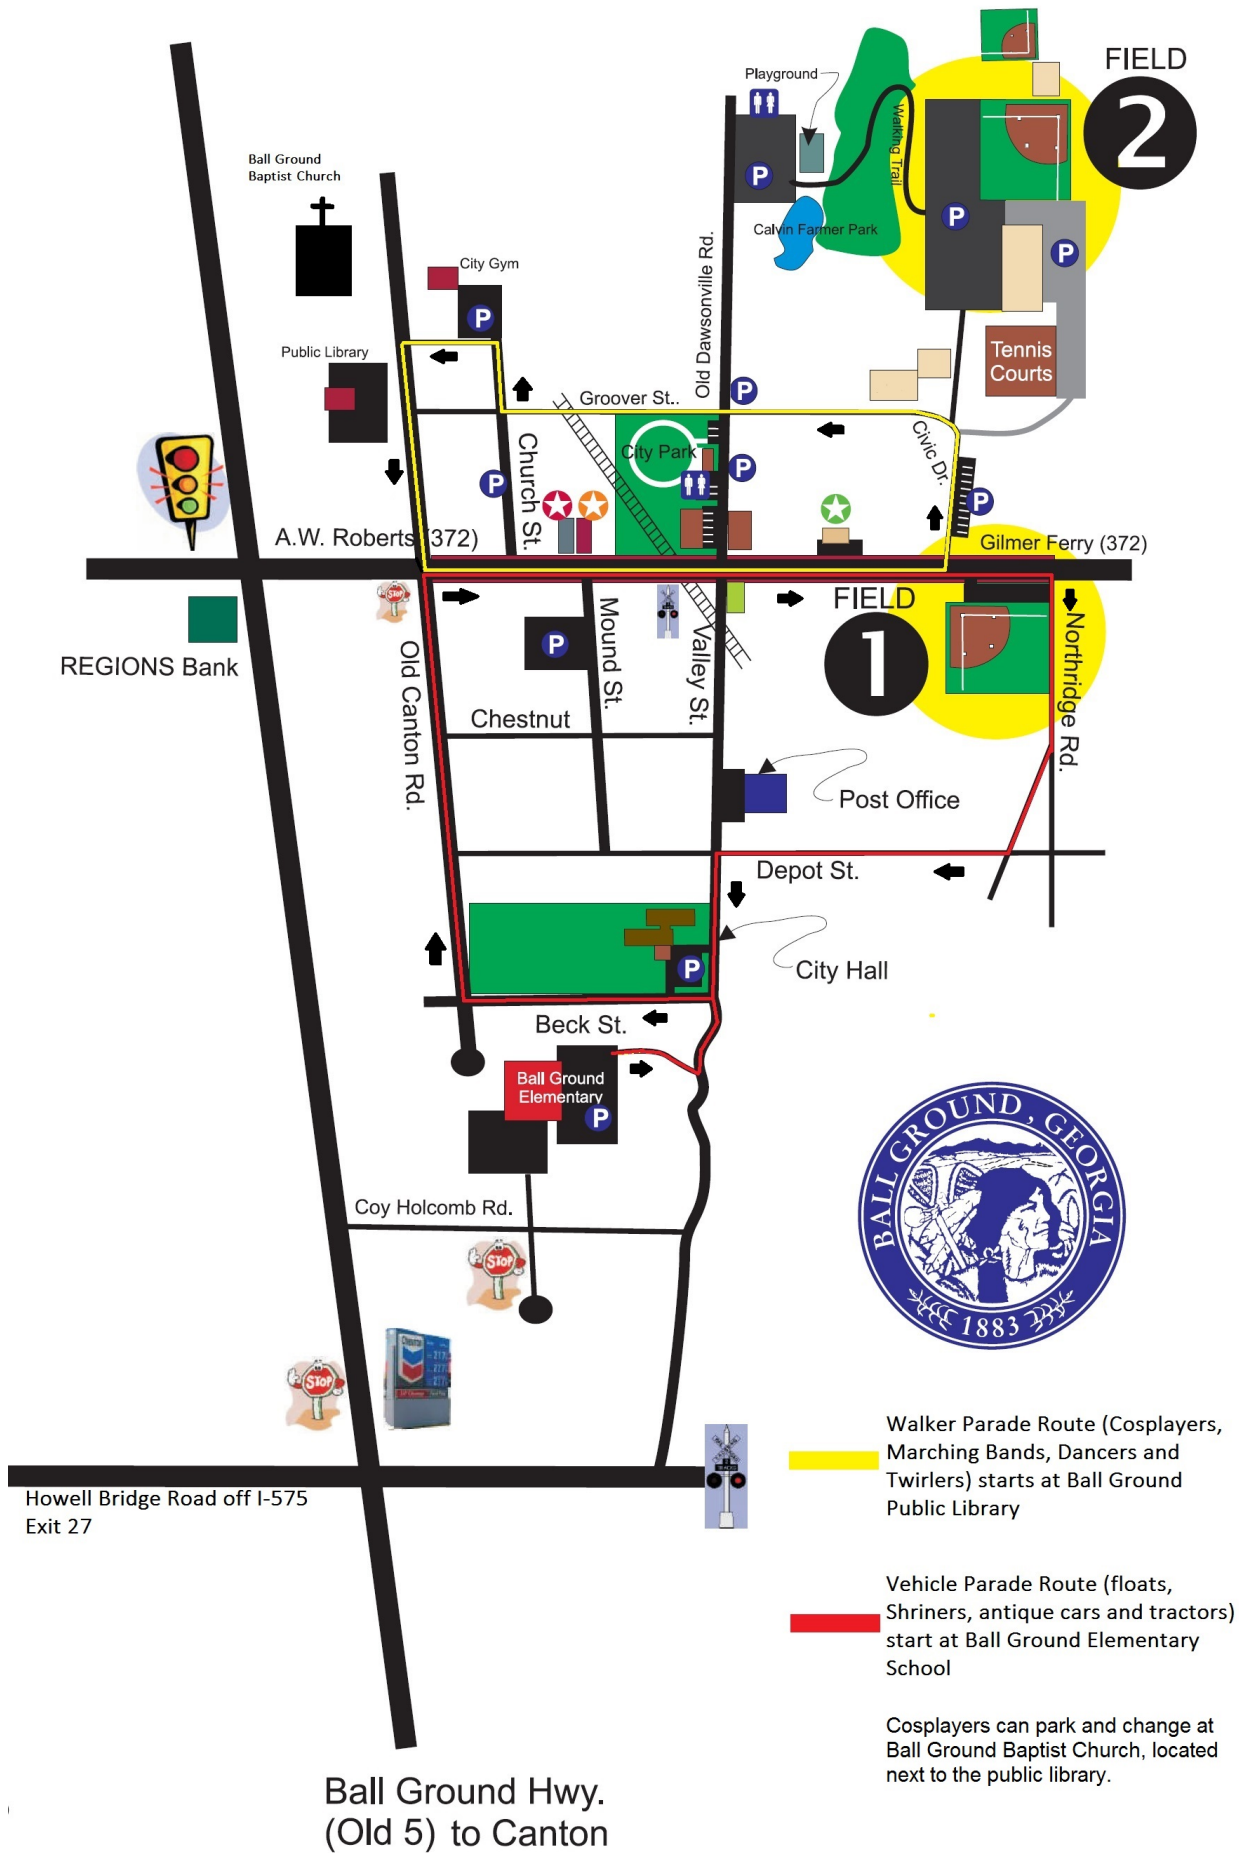 FIELD
2
Playground
P
Walking Trail
P
P
Calvin Farmer Park
Ball Ground
Baptist Church
City Gym
P
Old Dawsonville Rd.
Public Library
Tennis
Courts
P
Groover St..
City Park
Civic Dr.
P
P
P
Church St.
A.W. Roberts (372)
Gilmer Ferry (372)
STOP
FIELD
1
REGIONS Bank
P
Mound St.
Valley St.
Northridge Rd.
Old Canton Rd.
Chestnut
Post Office
Depot St.
P
City Hall
Beck St.
Ball Ground
Elementary
P
BALL GROUND, GEORGIA
1883
Coy Holcomb Rd.
STOP
STOP
Chevron
Howell Bridge Road off I-575
Exit 27
Walker Parade Route (Cosplayers,
Marching Bands, Dancers and
Twirlers) starts at Ball Ground
Public Library
Vehicle Parade Route (floats,
Shriners, antique cars and tractors)
start at Ball Ground Elementary
School
Cosplayers can park and change at
Ball Ground Baptist Church, located
next to the public library.
Ball Ground Hwy.
(Old 5) to Canton